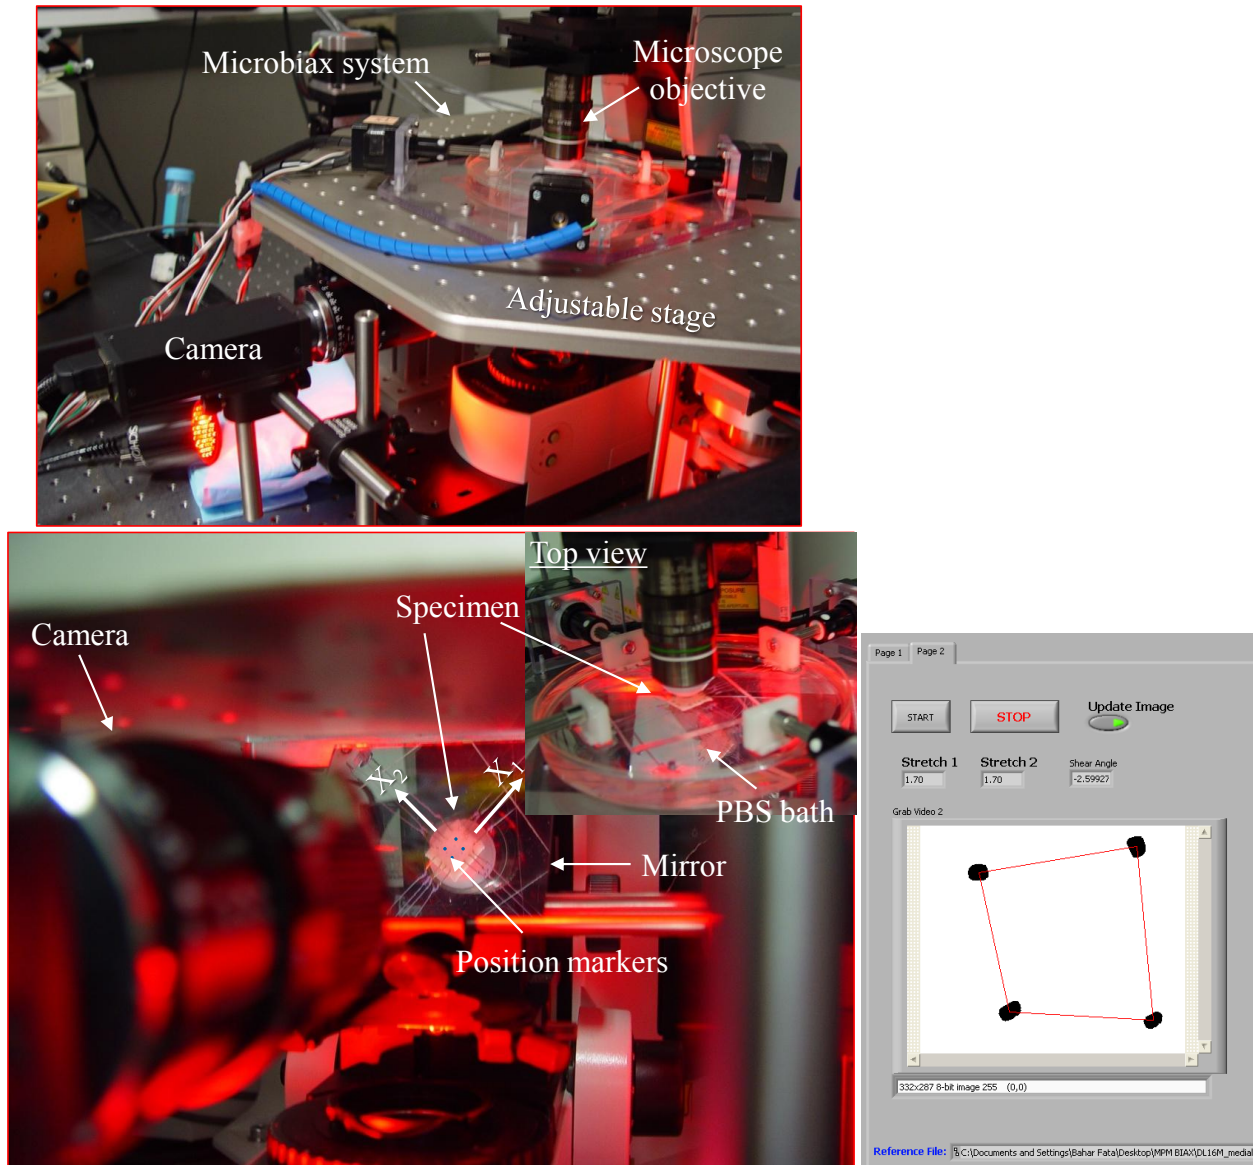 Microbiax system
Microscope
objective
Adjustable stage
Camera
SCHOTT
Top view
Specimen
Camera
X2
X1
PBS bath
Mirror
Position markers
Page 1
Page 2
START
STOP
Update Image
Stretch 1
Stretch 2
Shear Angle
1.70
1.70
-2.59927
Grab Video 2
332x287 8-bit image 255 (0,0)
Reference File: C:\Documents and Settings\Bahar Fata\Desktop\MPM BIAX\DL16M_medial